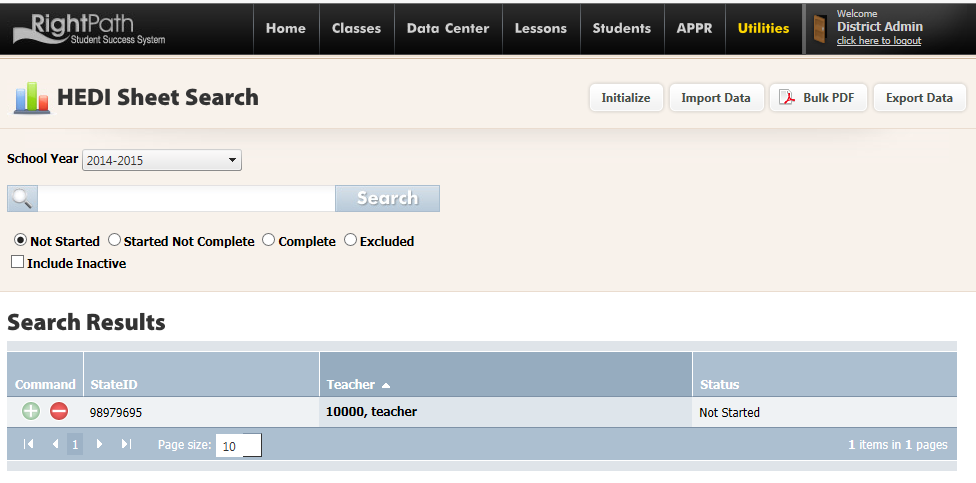 RightPath
Student Success System
Home Classes Data Center Lessons Students APPR Utilities
Welcome
District Admin
click here to logout
HEDI Sheet Search
Initialize Import Data Bulk PDF Export Data
School Year 2014-2015
Search
Not Started Started Not Complete Complete Excluded
Include Inactive
Search Results
Command StateID Teacher Status
98979695 10000, teacher Not Started
1 Page size: 10 1 items in 1 pages